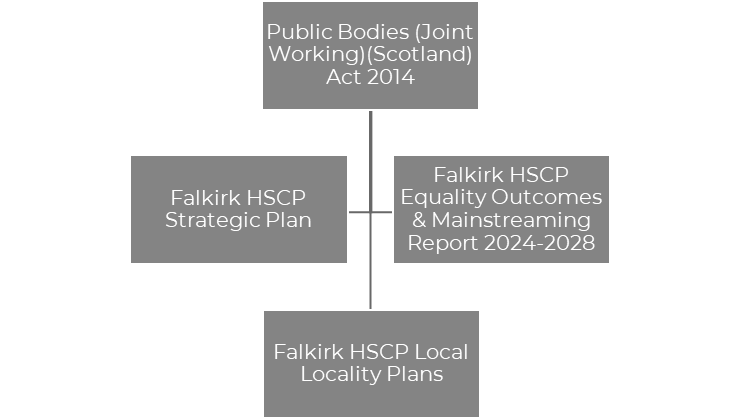 Public Bodies (Joint
Working)(Scotland)
Act 2014
Falkirk HSCP
Strategic Plan
Falkirk HSCP
Equality Outcomes
& Mainstreaming
Report 2024-2028
Falkirk HSCP Local
Locality Plans